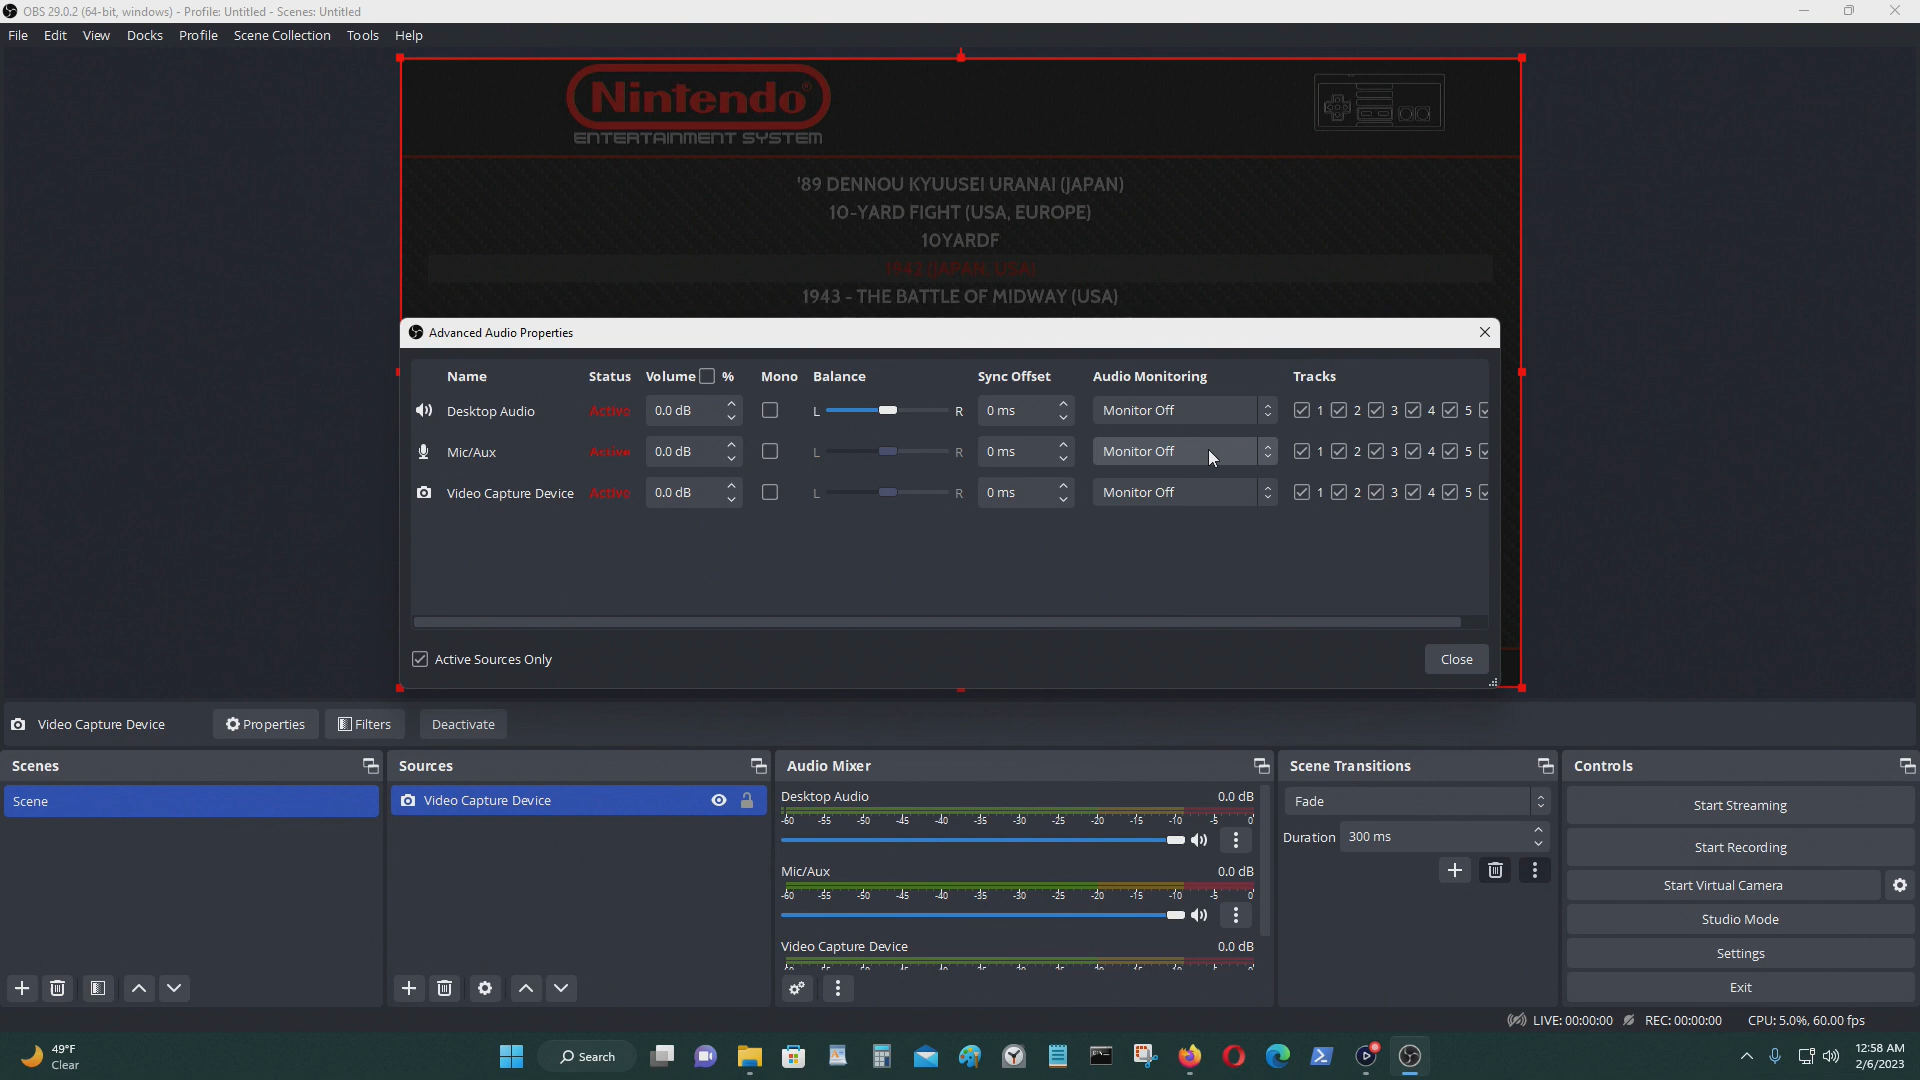 OBS 29.0.2 (64-bit, windows) - Profile: Untitled - Scenes: Untitled
File Edit View Docks Profile Scene Collection Tools Help
Nintendo®
ENTERTAINMENT SYSTEM
'89 DENNOU KYUUSEI URANAI (JAPAN)
10-YARD FIGHT (USA, EUROPE)
10YARDF
1942 (JAPAN, USA)
1943 - THE BATTLE OF MIDWAY (USA)
Advanced Audio Properties
Name Status Volume % Mono Balance Sync Offset Audio Monitoring Tracks
Desktop Audio Active 0.0 dB L R 0 ms Monitor Off 1 2 3 4 5
Mic/Aux Active 0.0 dB L R 0 ms Monitor Off 1 2 3 4 5
Video Capture Device Active 0.0 dB L R 0 ms Monitor Off 1 2 3 4 5
Active Sources Only Close
Video Capture Device Properties Filters Deactivate
Scenes
Scene
Sources
Video Capture Device
Audio Mixer
Desktop Audio 0.0 dB
-60 -55 -50 -45 -40 -35 -30 -25 -20 -15 -10 -5 0
Mic/Aux 0.0 dB
-60 -55 -50 -45 -40 -35 -30 -25 -20 -15 -10 -5 0
Video Capture Device 0.0 dB
Scene Transitions
Fade
Duration 300 ms
Controls
Start Streaming
Start Recording
Start Virtual Camera
Studio Mode
Settings
Exit
LIVE: 00:00:00 REC: 00:00:00 CPU: 5.0%, 60.00 fps
49°F
Clear
Search
12:58 AM
2/6/2023